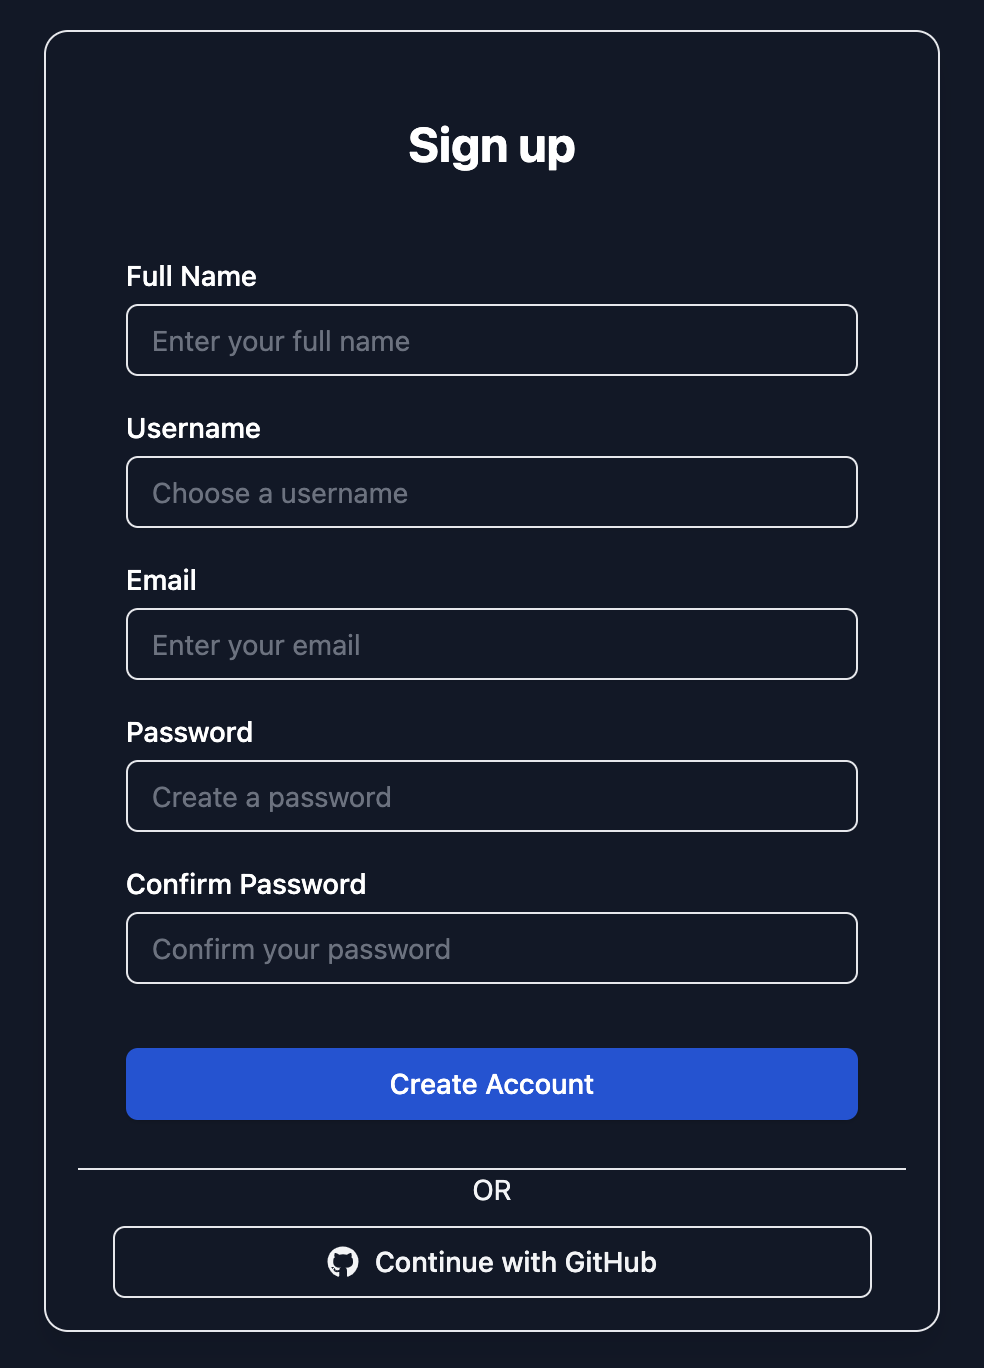 Sign up
Full Name
Enter your full name
Username
Choose a username
Email
Enter your email
Password
Create a password
Confirm Password
Confirm your password
Create Account
OR
Continue with GitHub